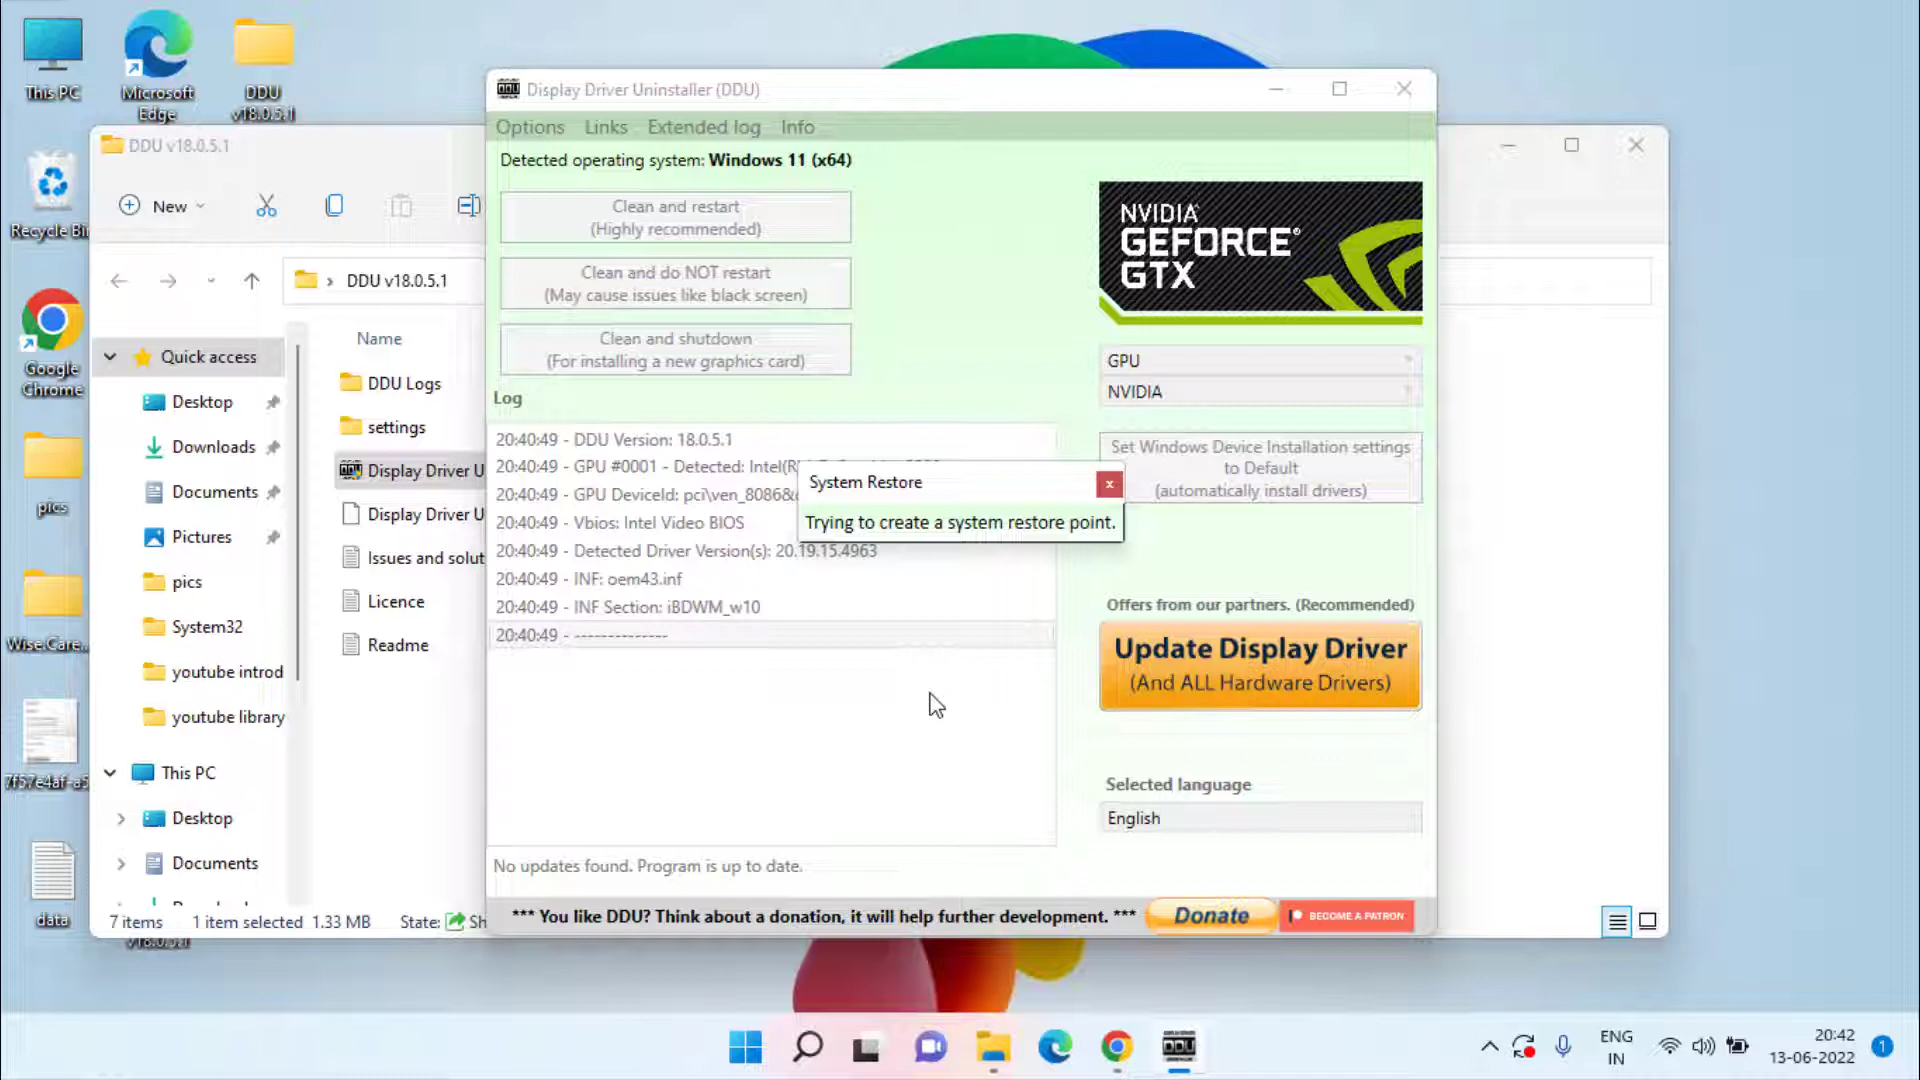 This PC
Microsoft
Edge
DDU
v18.0.5.1
Recycle Bi
Google
Chrome
pics
Wise Care...
7f57e4af-a5
data
v18.0.5.1
DDU v18.0.5.1
New
DDU v18.0.5.1
Quick access
Desktop
Downloads
Documents
Pictures
pics
System32
youtube introd
youtube library
This PC
Desktop
Documents
Name
DDU Logs
settings
Display Driver U
Display Driver U
Issues and solut
Licence
Readme
7 items
1 item selected 1.33 MB
State:
Sh
Display Driver Uninstaller (DDU)
Options
Links
Extended log
Info
Detected operating system: Windows 11 (x64)
Clean and restart
(Highly recommended)
Clean and do NOT restart
(May cause issues like black screen)
Clean and shutdown
(For installing a new graphics card)
Log
20:40:49 - DDU Version: 18.0.5.1
20:40:49 - GPU #0001 - Detected: Intel(R
20:40:49 - GPU DeviceId: pci\ven_8086&
20:40:49 - Vbios: Intel Video BIOS
20:40:49 - Detected Driver Version(s): 20.19.15.4963
20:40:49 - INF: oem43.inf
20:40:49 - INF Section: iBDWM_w10
20:40:49 - --------------
System Restore
x
Trying to create a system restore point.
No updates found. Program is up to date.
NVIDIA
GEFORCE®
GTX
GPU
NVIDIA
Set Windows Device Installation settings
to Default
(automatically install drivers)
Offers from our partners. (Recommended)
Update Display Driver
(And ALL Hardware Drivers)
Selected language
English
*** You like DDU? Think about a donation, it will help further development. ***
Donate
BECOME A PATRON
DDU
ENG
IN
20:42
13-06-2022
1